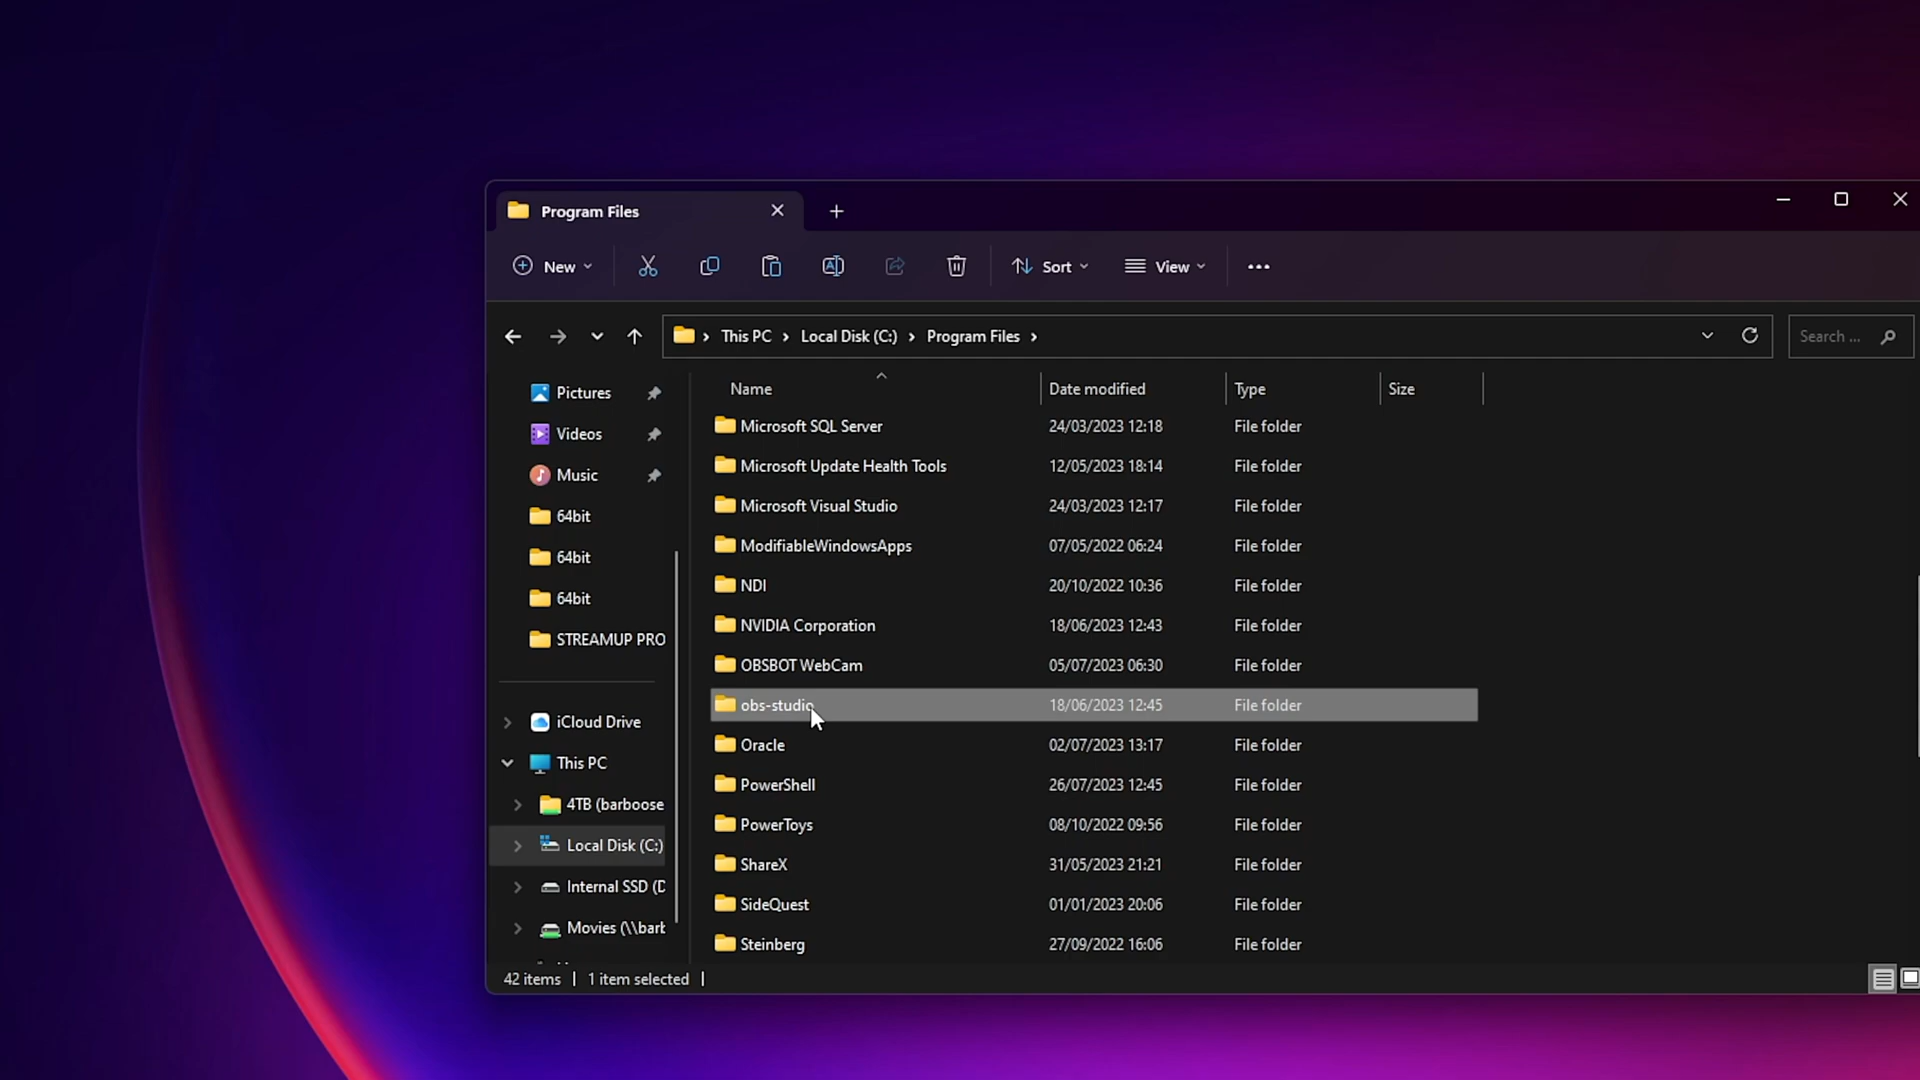 Program Files
New
Sort
View
This PC
Local Disk (C:)
Program Files
Search ...
Pictures
Videos
Music
64bit
64bit
64bit
STREAMUP PRO
iCloud Drive
This PC
4TB (barboose
Local Disk (C:)
Internal SSD (D
Movies (\\barb
Name Date modified Type Size
Microsoft SQL Server 24/03/2023 12:18 File folder
Microsoft Update Health Tools 12/05/2023 18:14 File folder
Microsoft Visual Studio 24/03/2023 12:17 File folder
ModifiableWindowsApps 07/05/2022 06:24 File folder
NDI 20/10/2022 10:36 File folder
NVIDIA Corporation 18/06/2023 12:43 File folder
OBSBOT WebCam 05/07/2023 06:30 File folder
obs-studio 18/06/2023 12:45 File folder
Oracle 02/07/2023 13:17 File folder
PowerShell 26/07/2023 12:45 File folder
PowerToys 08/10/2022 09:56 File folder
ShareX 31/05/2023 21:21 File folder
SideQuest 01/01/2023 20:06 File folder
Steinberg 27/09/2022 16:06 File folder
42 items 1 item selected